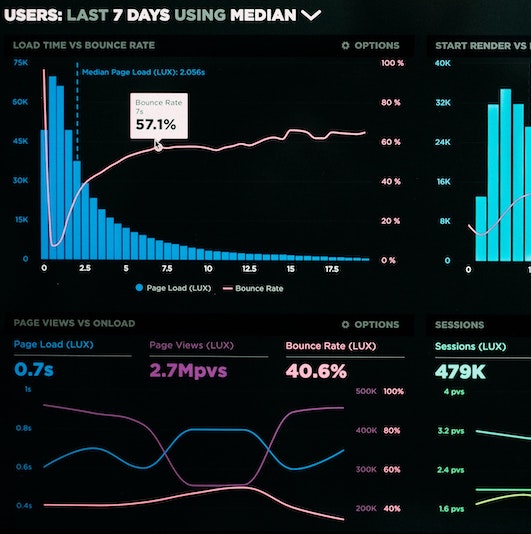 USERS: LAST 7 DAYS USING MEDIAN
LOAD TIME VS BOUNCE RATE
OPTIONS
75K
60K
45K
30K
15K
0
100 %
80 %
60 %
40 %
20 %
0 %
Median Page Load (LUX): 2.056s
Bounce Rate
7s
57.1%
0 2.5 5 7.5 10 12.5 15 17.5
Page Load (LUX) Bounce Rate
START RENDER VS
40K
32K
24K
16K
8K
0
0
PAGE VIEWS VS ONLOAD
OPTIONS
Page Load (LUX)
0.7s
Page Views (LUX)
2.7Mpvs
Bounce Rate (LUX)
40.6%
1s
0.8s
0.6s
0.4s
500K 100%
400K 80%
300K 60%
200K 40%
SESSIONS
Sessions (LUX)
479K
4 pvs
3.2 pvs
2.4 pvs
1.6 pvs